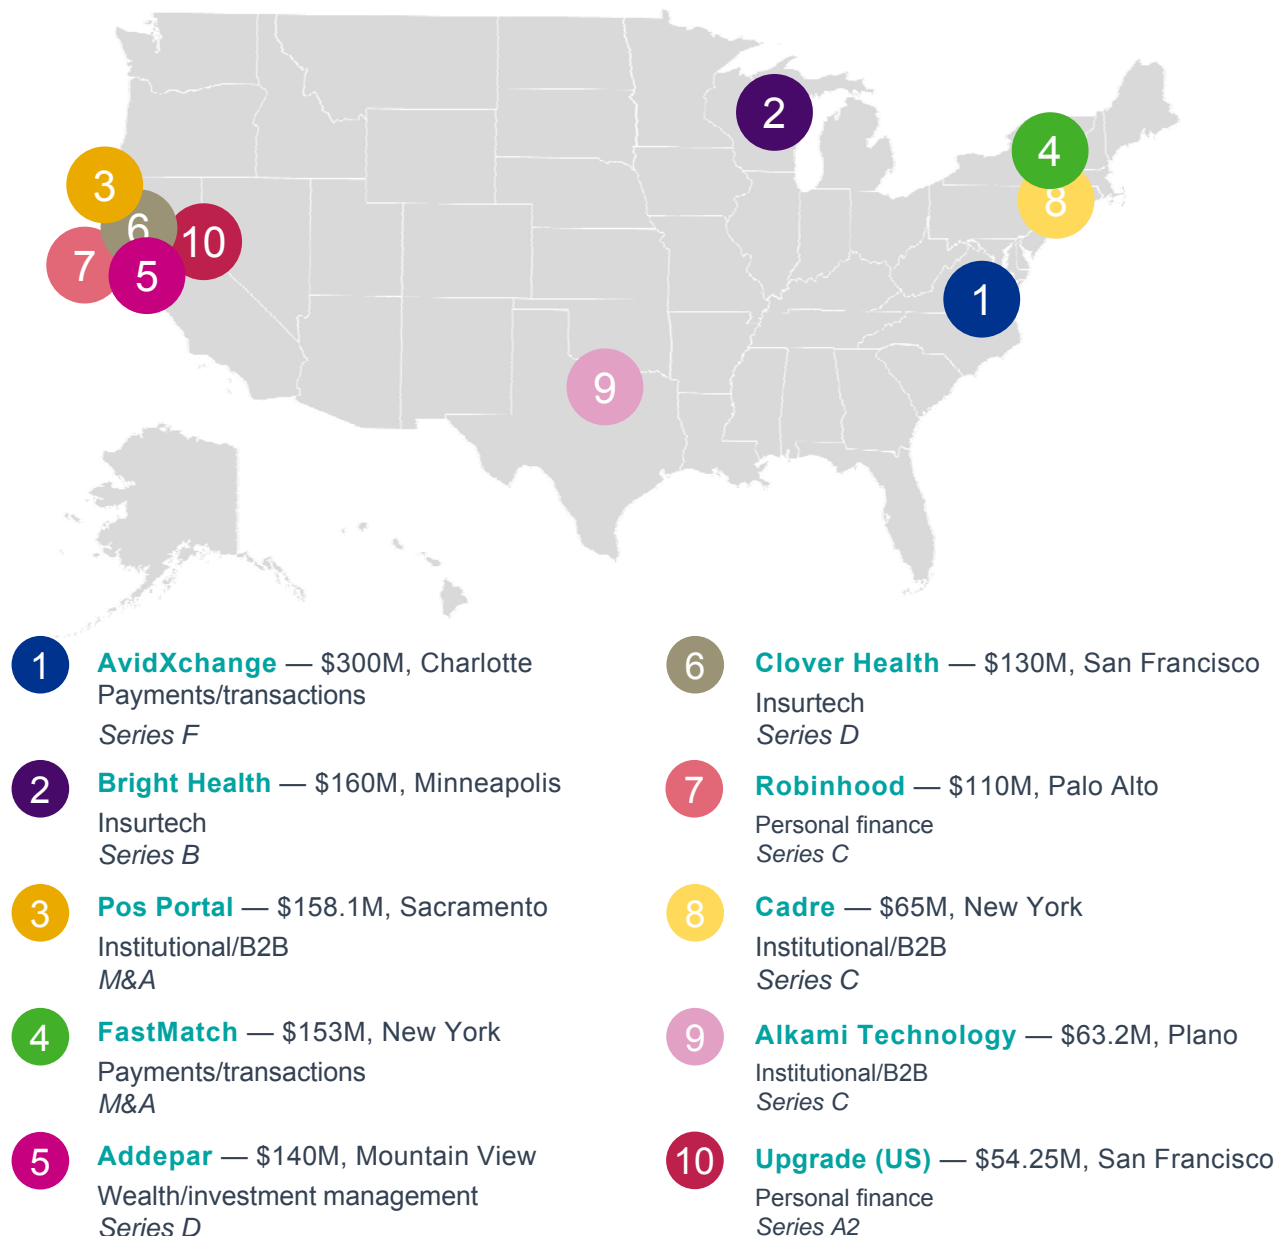 2
4
3
8
6
10
7
5
1
9
1
AvidXchange — $300M, Charlotte
Payments/transactions
Series F
2
Bright Health — $160M, Minneapolis
Insurtech
Series B
3
Pos Portal — $158.1M, Sacramento
Institutional/B2B
M&A
4
FastMatch — $153M, New York
Payments/transactions
M&A
5
Addepar — $140M, Mountain View
Wealth/investment management
Series D
6
Clover Health — $130M, San Francisco
Insurtech
Series D
7
Robinhood — $110M, Palo Alto
Personal finance
Series C
8
Cadre — $65M, New York
Institutional/B2B
Series C
9
Alkami Technology — $63.2M, Plano
Institutional/B2B
Series C
10
Upgrade (US) — $54.25M, San Francisco
Personal finance
Series A2